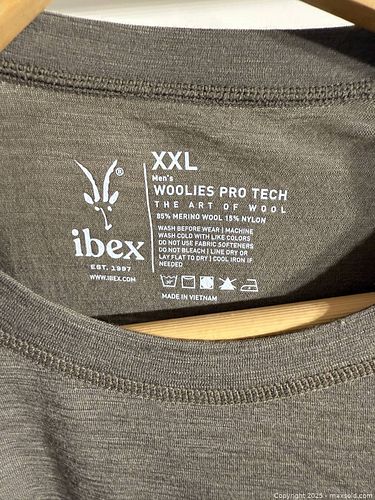 XXL
Men's
WOOLIES PRO TECH
THE ART OF WOOL
85% MERINO WOOL 15% NYLON
WASH BEFORE WEAR | MACHINE
WASH COLD WITH LIKE COLORS
DO NOT USE FABRIC SOFTENERS
DO NOT BLEACH | LINE DRY OR
LAY FLAT TO DRY | COOL IRON IF
NEEDED
MADE IN VIETNAM
®
ibex
EST. 1997
WWW.IBEX.COM
Copyright 2025 - maxsold.com